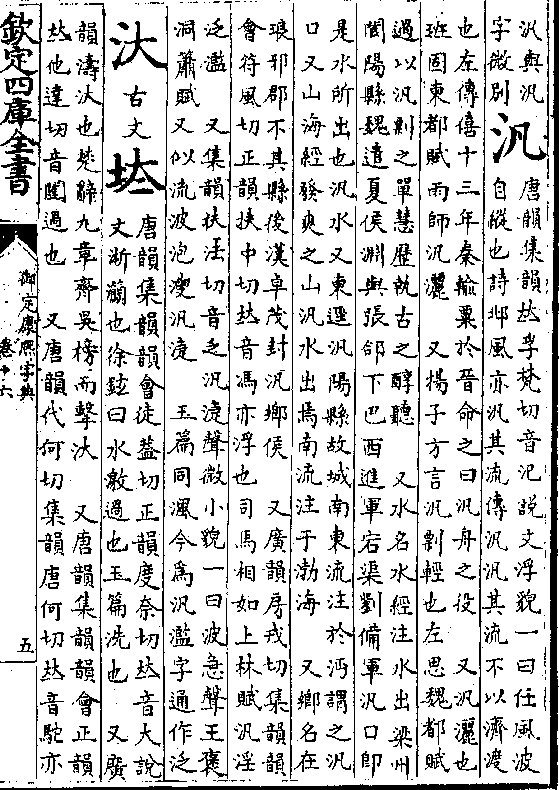 汎與汜
字微別 汎 唐韻集韻𠀤孚梵切音汜說文浮貌一曰任風波
自縱也詩邶風亦汎其流傳汎汎其流不以濟渡
也左傳僖十三年秦輸粟於晉命之曰汎舟之役 又汎灑也
班固東都賦雨師汎灑 又揚子方言汎剽輕也左思魏都賦
過以汎剽之單慧歷執古之醇聽 又水名水經注水出梁州
閬陽縣魏遣夏侯淵與張郃下巴西進軍宕渠劉備軍汎口卽
是水所出也汎水又東逕汎陽縣故城南東流注於沔謂之汎
口又山海經發爽之山汎水出焉南流注于渤海 又鄉名在
琅邪郡不其縣後漢卓茂封汎鄉侯 又廣韻房戎切集韻韻
會符風切正韻扶中切𠀤音馮亦浮也司馬相如上林賦汎淫
泛濫 又集韻扶法切音乏汎㴙聲微小貌一曰波急聲王褒
洞簫賦又似流波泡溲汎㴙 玉篇同渢今爲汎濫字通作泛
汏 古文 𡘋 唐韻集韻韻會徒蓋切正韻度奈切𠀤音大說
文淅灡也徐鉉曰水激過也玉篇洗也 又廣
韻濤汏也楚辭九章齊吳榜而擊汏 又唐韻集韻韻會正韻
𠀤他達切音闥過也 又唐韻代何切集韻唐何切𠀤音駝亦
欽定四庫全書
御定康熙字典
卷十六
五